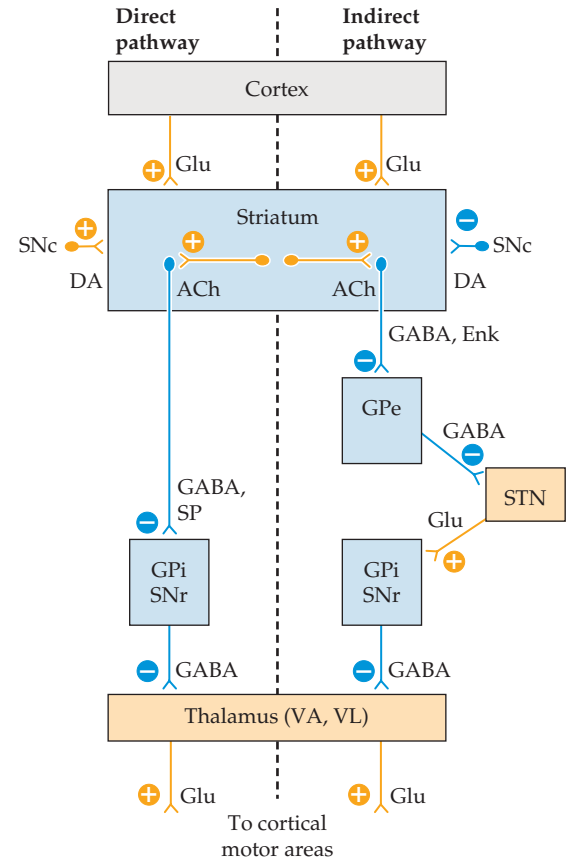 Direct
pathway
Indirect
pathway
Cortex
+ Glu
+ Glu
Striatum
+
SNc
DA
+
ACh
+
ACh
−
SNc
DA
GABA, Enk
−
GPe
GABA
−
STN
Glu
+
GABA,
SP
−
GPi
SNr
GPi
SNr
− GABA
− GABA
Thalamus (VA, VL)
+ Glu
+ Glu
To cortical
motor areas